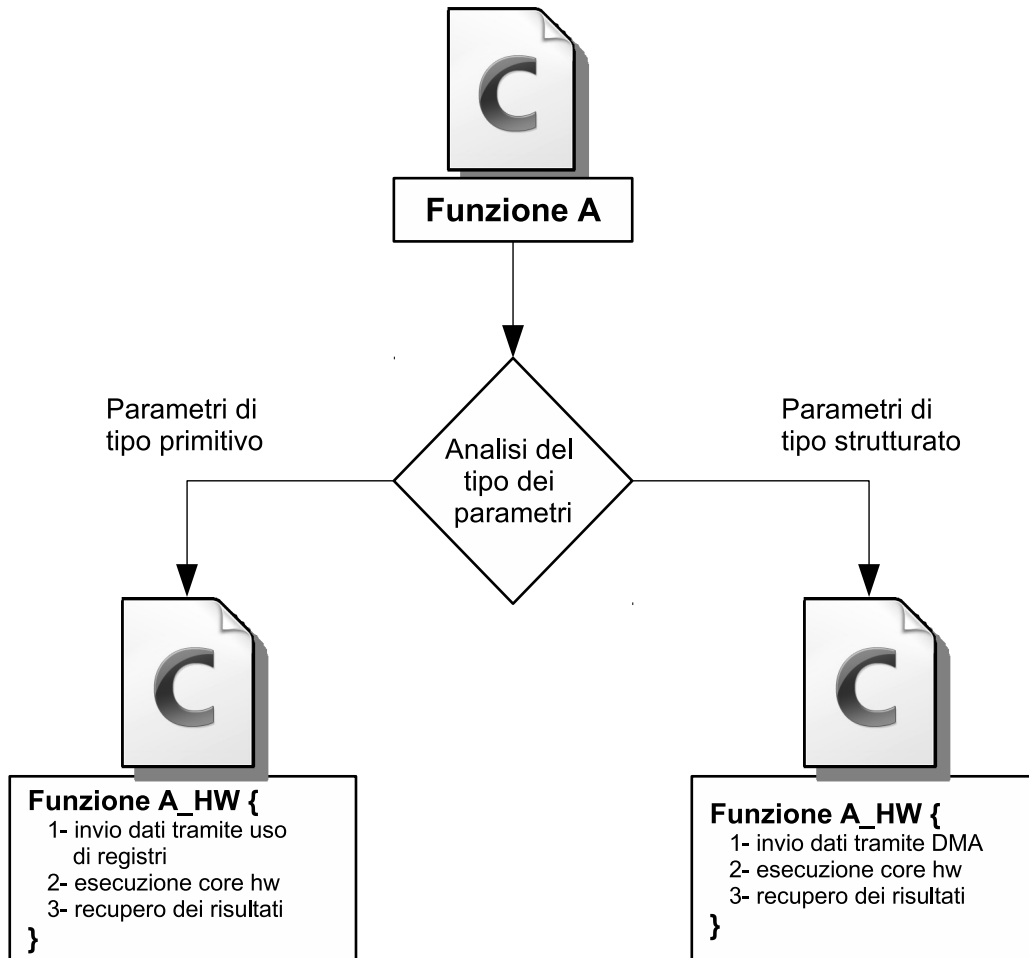 C
Funzione A
Parametri di
tipo primitivo
Parametri di
tipo strutturato
Analisi del
tipo dei
parametri
C
C
Funzione A_HW {
1- invio dati tramite uso
di registri
2- esecuzione core hw
3- recupero dei risultati
}
Funzione A_HW {
1- invio dati tramite DMA
2- esecuzione core hw
3- recupero dei risultati
}